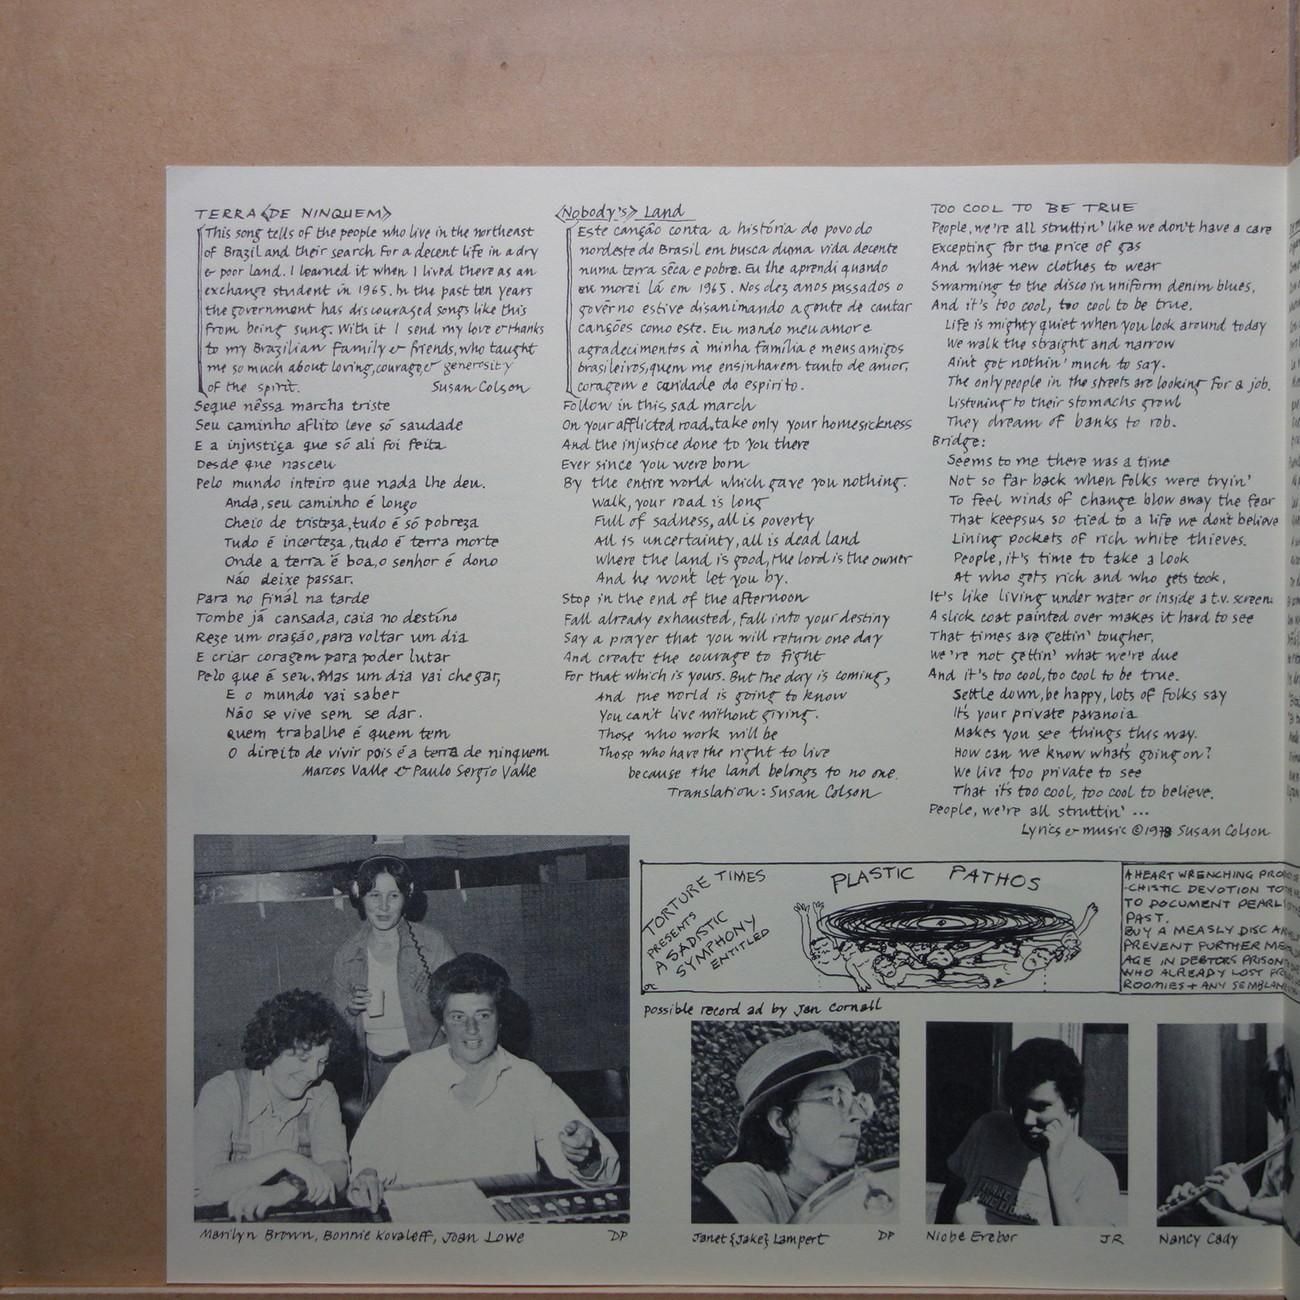 TERRA <DE NINQUEM>
This song tells of the people who live in the northeast
of Brazil and their search for a decent life in a dry
& poor land. I learned it when I lived there as an
exchange student in 1965. In the past ten years
the government has discouraged songs like this
from being sung. With it I send my love & thanks
to my Brazilian family & friends, who taught
me so much about loving, courage, & generosity
of the spirit. Susan Colson
Seque nêssa marcha triste
Seu caminho aflito leve só saudade
E a injustiça que só ali foi feita
Desde que nasceu
Pelo mundo inteiro que nada lhe deu.
Anda, seu caminho é longo
Cheio de tristeza, tudo é só pobreza
Tudo é incerteza, tudo é terra morte
Onde a terra é boa, o senhor é dono
Não deixe passar.
Para no finál na tarde
Tombe já cansada, caia no destino
Reze um oração, para voltar um dia
E criar coragem para poder lutar
Pelo que é seu. Mas um dia vai chegar,
E o mundo vai saber
Não se vive sem se dar.
Quem trabalhe é quem tem
O direito de vivir pois é a terra de ninquem
Marcos Valle & Paulo Sergio Valle
<Nobody's> Land
Este canção conta a história do povo do
nordeste do Brasil em busca duma vida decente
numa terra sêca e pobre. Eu lhe aprendi quando
eu morei lá em 1965. Nos dez anos passados o
govêrno estive disanimando a gente de cantar
canções como este. Eu mando meu amor e
agradecimentos à minha família e meus amigos
brasileiros, quem me ensinharem tanto de amor,
coragem e caridade do espirito.
Follow in this sad march
On your afflicted road, take only your homesickness
And the injustice done to you there
Ever since you were born
By the entire world which gave you nothing.
Walk, your road is long
Full of sadness, all is poverty
All is uncertainty, all is dead land
Where the land is good, the lord is the owner
And he won't let you by.
Stop in the end of the afternoon
Fall already exhausted, fall into your destiny
Say a prayer that you will return one day
And create the courage to fight
For that which is yours. But the day is coming,
And the world is going to know
You can't live without giving.
Those who work will be
Those who have the right to live
because the land belongs to no one.
Translation: Susan Colson
TOO COOL TO BE TRUE
People, we're all struttin' like we don't have a care
Excepting for the price of gas
And what new clothes to wear
Swarming to the disco in uniform denim blues,
And it's too cool, too cool to be true.
Life is mighty quiet when you look around today
We walk the straight and narrow
Ain't got nothin' much to say.
The only people in the streets are looking for a job.
Listening to their stomachs growl
They dream of banks to rob.
Bridge:
Seems to me there was a time
Not so far back when folks were tryin'
To feel winds of change blow away the fear
That keeps us so tied to a life we don't believe
Lining pockets of rich white thieves.
People, it's time to take a look
At who gets rich and who gets took,
It's like living under water or inside a t.v. screen
A slick coat painted over makes it hard to see
That times are gettin' tougher,
We're not gettin' what we're due
And it's too cool, too cool to be true.
Settle down, be happy, lots of folks say
It's your private paranoia
Makes you see things this way.
How can we know what's going on?
We live too private to see
That it's too cool, too cool to believe.
People, we're all struttin' ...
Lyrics & music © 1978 Susan Colson
TORTURE TIMES
PRESENTS
A SADISTIC
SYMPHONY
ENTITLED
PLASTIC PATHOS
A HEART WRENCHING
-CHISTIC DEVOTION TO
TO DOCUMENT
PAST.
BUY A MEASLY DISC
PREVENT FURTHER
AGE IN DEBTORS PRISON
WHO ALREADY LOST
ROOMIES + ANY
Possible record ad by Jan Cornall
Marilyn Brown, Bonnie Kovaleff, Joan Lowe DP
Janet {Jake} Lampert DP
Niobe Erebor JR
Nancy Cady